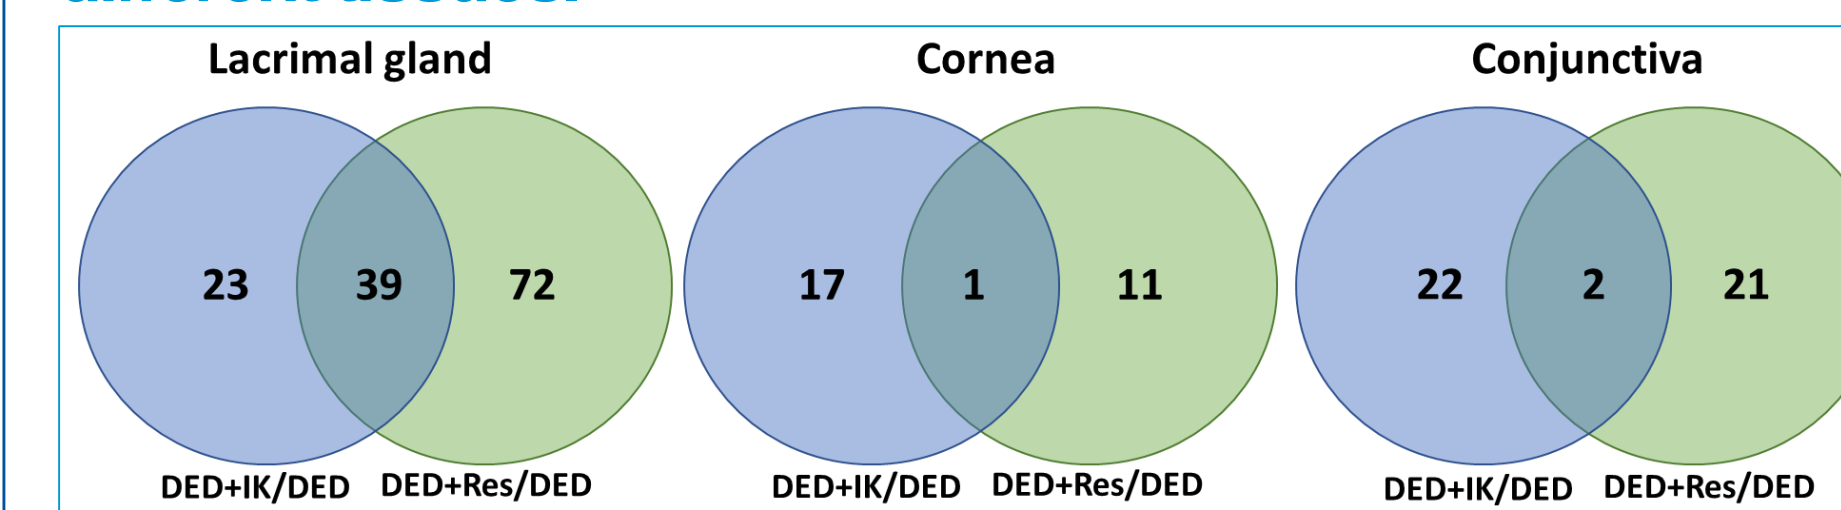 Lacrimal gland
Cornea
Conjunctiva
23 39 72
17 1 11
22 2 21
DED+IK/DED DED+Res/DED
DED+IK/DED DED+Res/DED
DED+IK/DED DED+Res/DED